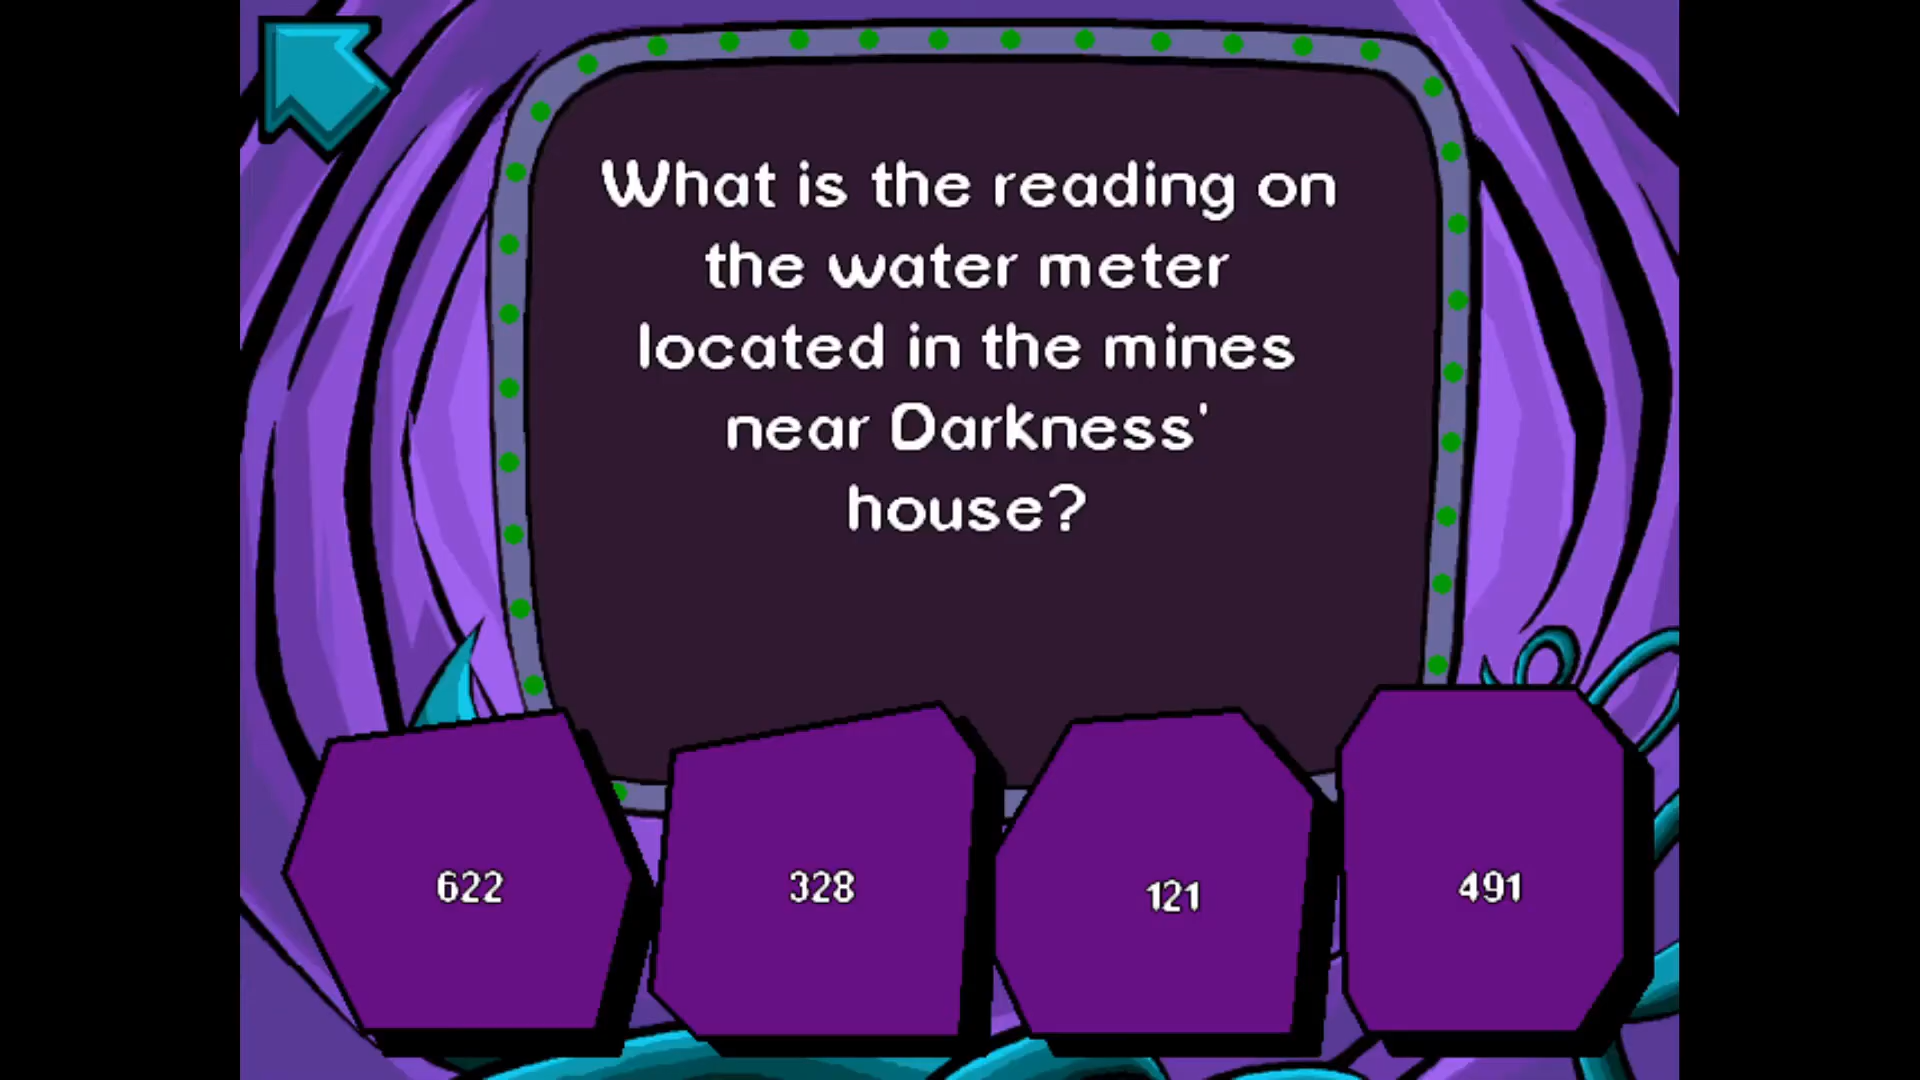 What is the reading on
the water meter
located in the mines
near Darkness'
house?
622
328
121
491